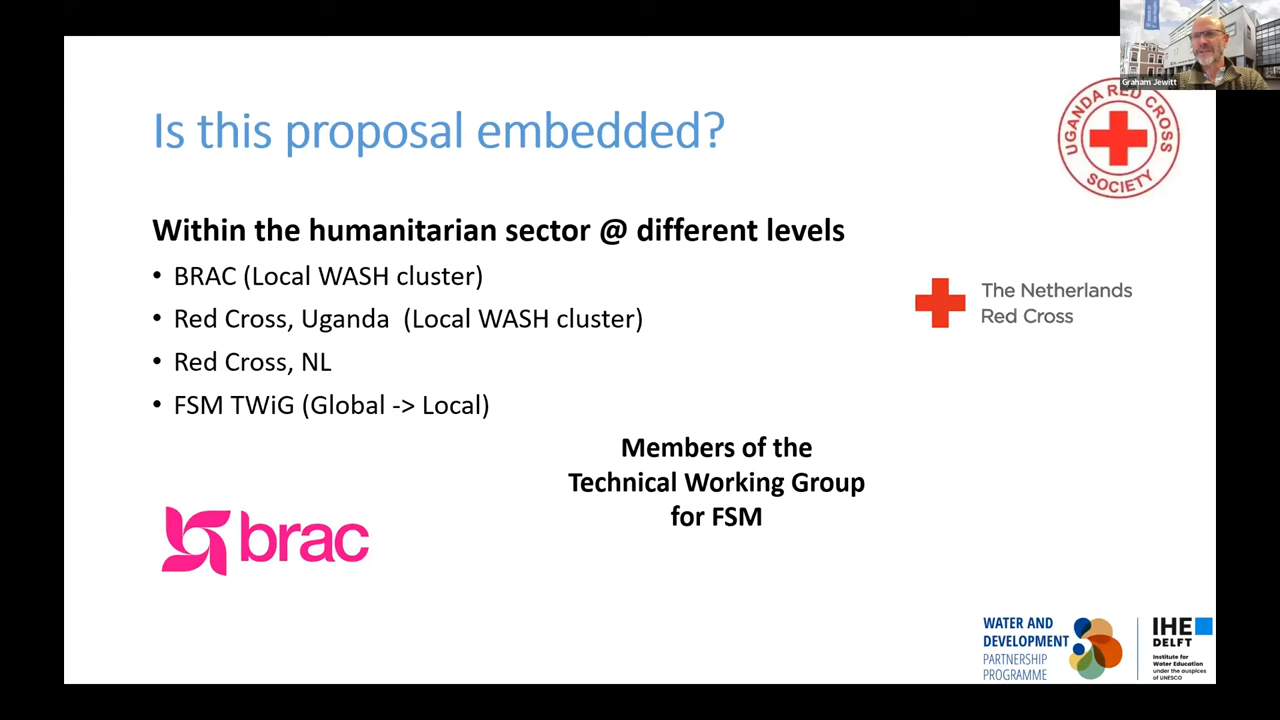 Graham Jewitt
Is this proposal embedded?
UGANDA RED CROSS
SOCIETY
Within the humanitarian sector @ different levels
• BRAC (Local WASH cluster)
• Red Cross, Uganda (Local WASH cluster)
• Red Cross, NL
• FSM TWiG (Global -> Local)
The Netherlands
Red Cross
Members of the
Technical Working Group
for FSM
brac
WATER AND
DEVELOPMENT
PARTNERSHIP
PROGRAMME
IHE
DELFT
Institute for
Water Education
under the auspices
of UNESCO